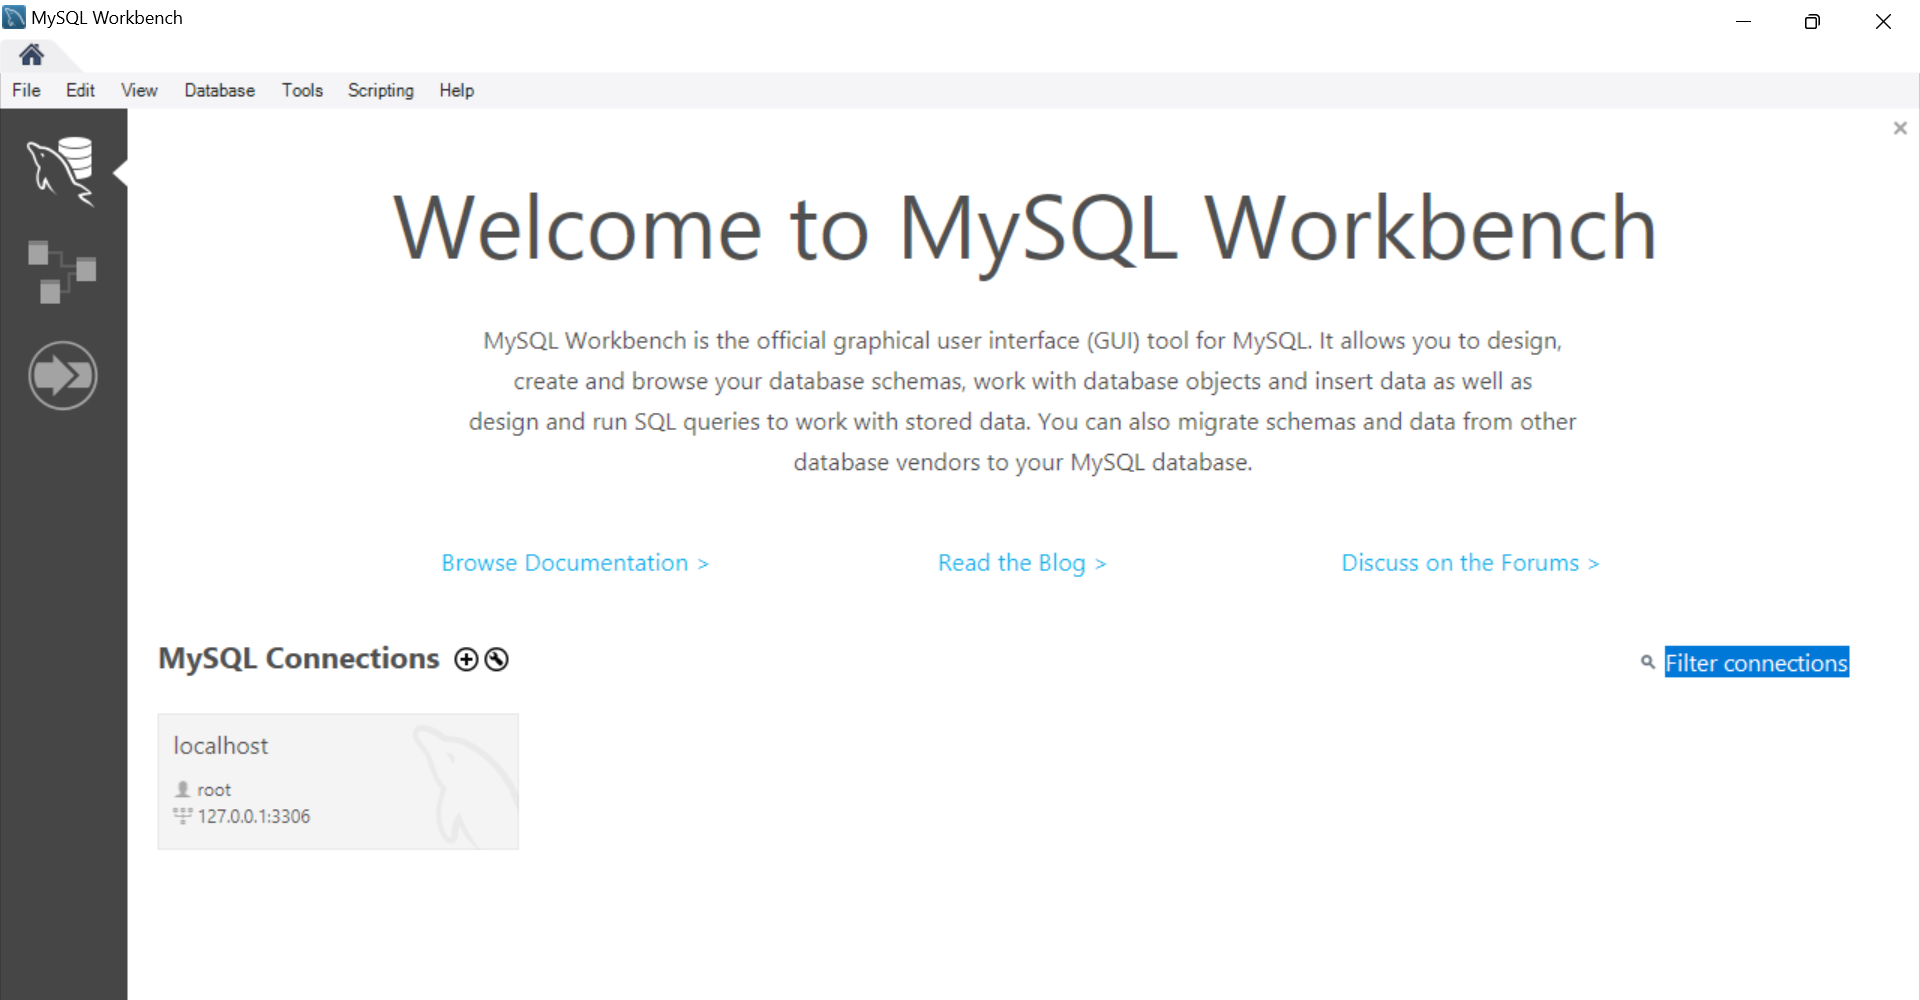 MySQL Workbench
File Edit View Database Tools Scripting Help
Welcome to MySQL Workbench
MySQL Workbench is the official graphical user interface (GUI) tool for MySQL. It allows you to design,
create and browse your database schemas, work with database objects and insert data as well as
design and run SQL queries to work with stored data. You can also migrate schemas and data from other
database vendors to your MySQL database.
Browse Documentation > Read the Blog > Discuss on the Forums >
MySQL Connections Filter connections
localhost
root
127.0.0.1:3306